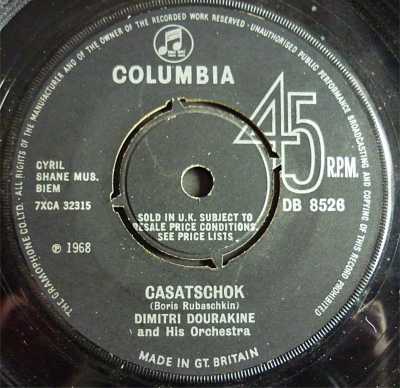 ALL RIGHTS OF THE MANUFACTURER AND OF THE OWNER OF THE RECORDED WORK RESERVED · UNAUTHORISED PUBLIC PERFORMANCE BROADCASTING AND COPYING OF THIS RECORD PROHIBITED
THE GRAMOPHONE CO. LTD.
COLUMBIA
45
R.P.M.
CYRIL
SHANE MUS.
BIEM
7XCA 32315
DB 8526
SOLD IN U.K. SUBJECT TO
RESALE PRICE CONDITIONS,
SEE PRICE LISTS
℗ 1968
CASATSCHOK
(Boris Rubaschkin)
DIMITRI DOURAKINE
and His Orchestra
MADE IN GT. BRITAIN